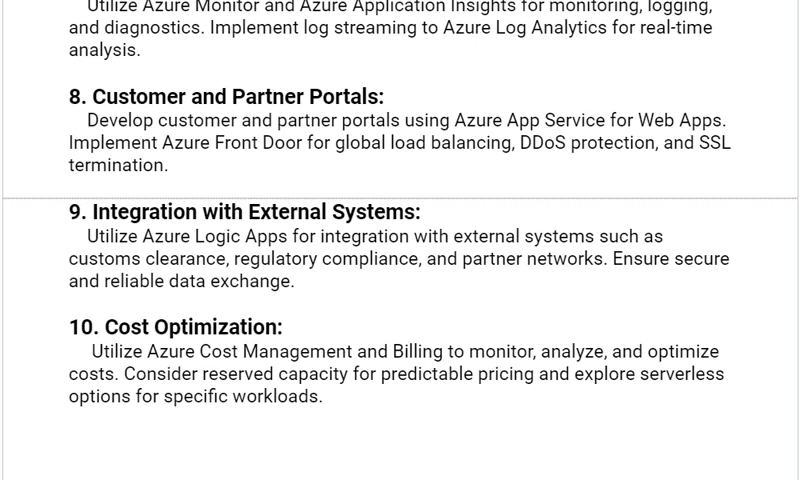 Utilize Azure Monitor and Azure Application Insights for monitoring, logging,
and diagnostics. Implement log streaming to Azure Log Analytics for real-time
analysis.
8. Customer and Partner Portals:
Develop customer and partner portals using Azure App Service for Web Apps.
Implement Azure Front Door for global load balancing, DDoS protection, and SSL
termination.
9. Integration with External Systems:
Utilize Azure Logic Apps for integration with external systems such as
customs clearance, regulatory compliance, and partner networks. Ensure secure
and reliable data exchange.
10. Cost Optimization:
Utilize Azure Cost Management and Billing to monitor, analyze, and optimize
costs. Consider reserved capacity for predictable pricing and explore serverless
options for specific workloads.